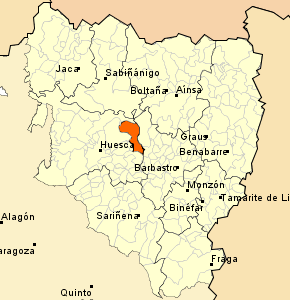 Jaca
Sabiñánigo
Boltaña
Aínsa
Huesca
Graus
Benabarre
Barbastro
Monzón
Tamarite de Li
Binéfar
Sariñena
Alagón
aragoza
Fraga
Quinto